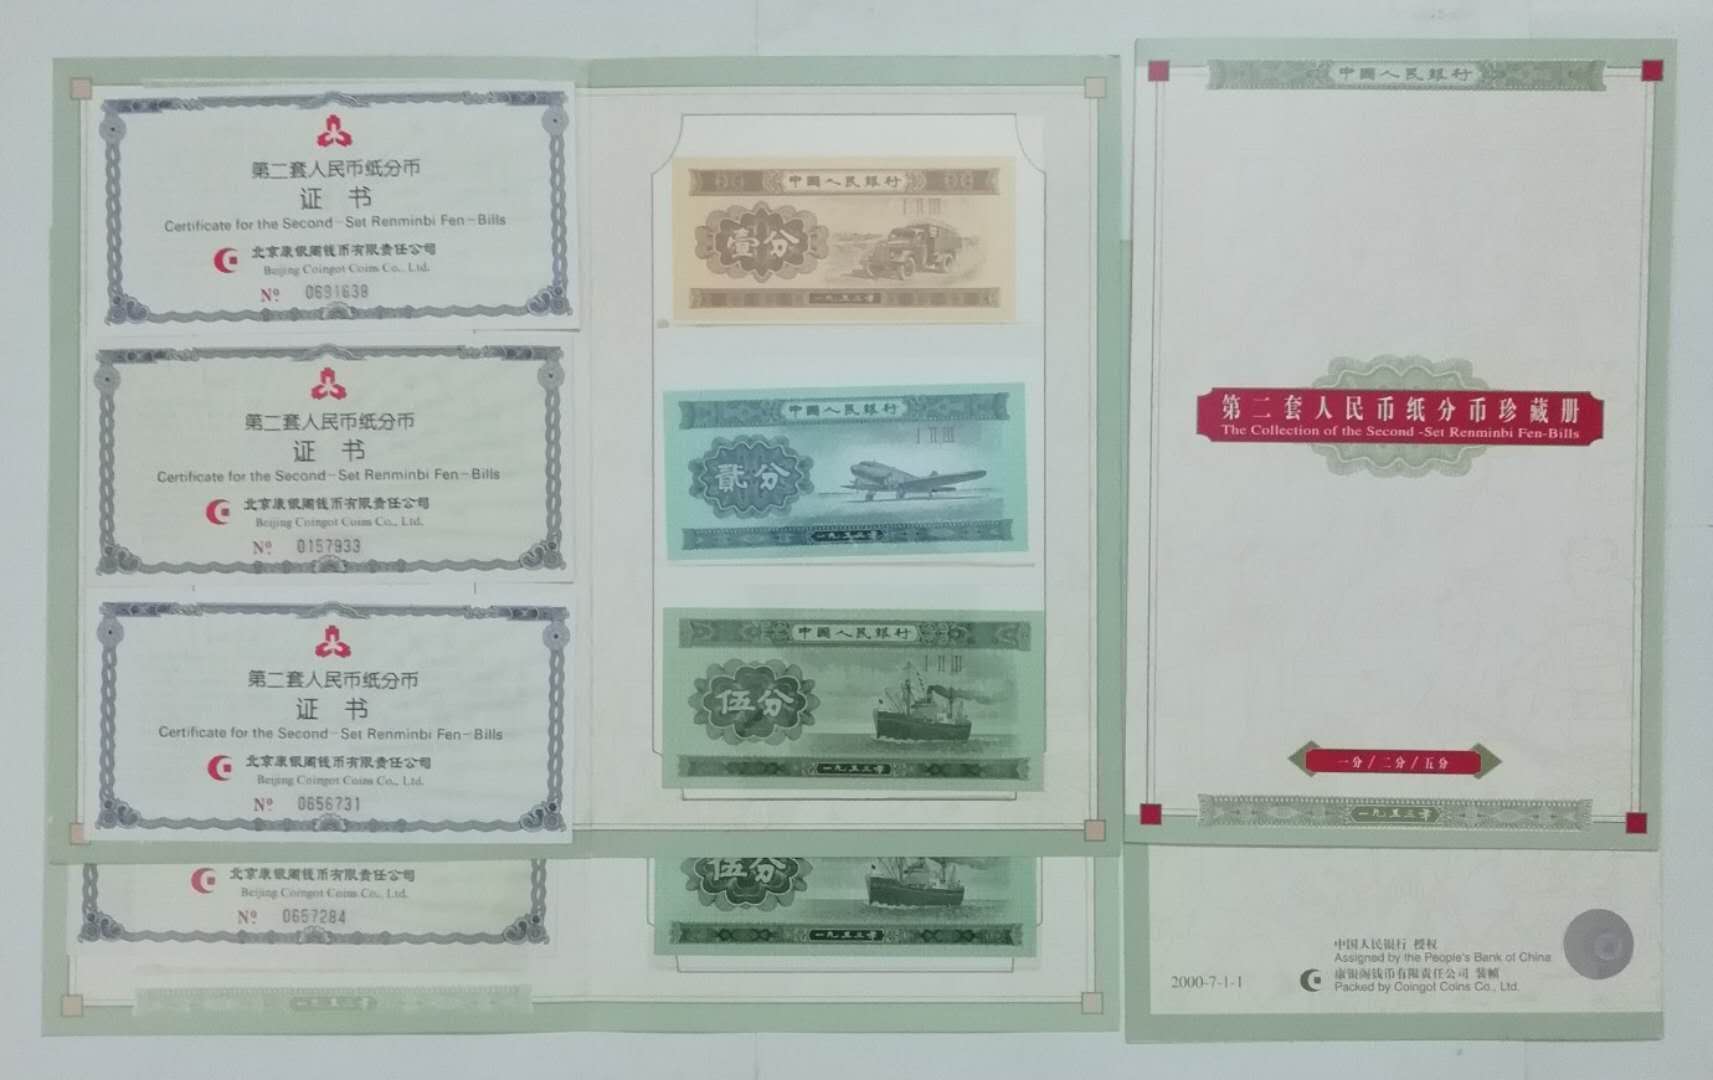 第二套人民币纸分币
证 书
Certificate for the Second-Set Renminbi Fen-Bills
北京康银阁钱币有限责任公司
Beijing Coingot Coins Co., Ltd.
Nº 0691638
第二套人民币纸分币
证 书
Certificate for the Second-Set Renminbi Fen-Bills
北京康银阁钱币有限责任公司
Beijing Coingot Coins Co., Ltd.
Nº 0157933
第二套人民币纸分币
证 书
Certificate for the Second-Set Renminbi Fen-Bills
北京康银阁钱币有限责任公司
Beijing Coingot Coins Co., Ltd.
Nº 0656731
北京康银阁钱币有限责任公司
Beijing Coingot Coins Co., Ltd.
Nº 0657284
一九五三年
中國人民銀行
I II III
壹分
一九五三年
中國人民銀行
I II III
貳分
一九五三年
中國人民銀行
I II III
伍分
一九五三年
伍分
一九五三年
中國人民銀行
第二套人民币纸分币珍藏册
The Collection of the Second -Set Renminbi Fen-Bills
一分/二分/五分
一九五三年
中国人民银行 授权
Assigned by the People's Bank of China
康银阁钱币有限责任公司 装帧
Packed by Coingot Coins Co., Ltd.
2000-7-1-1